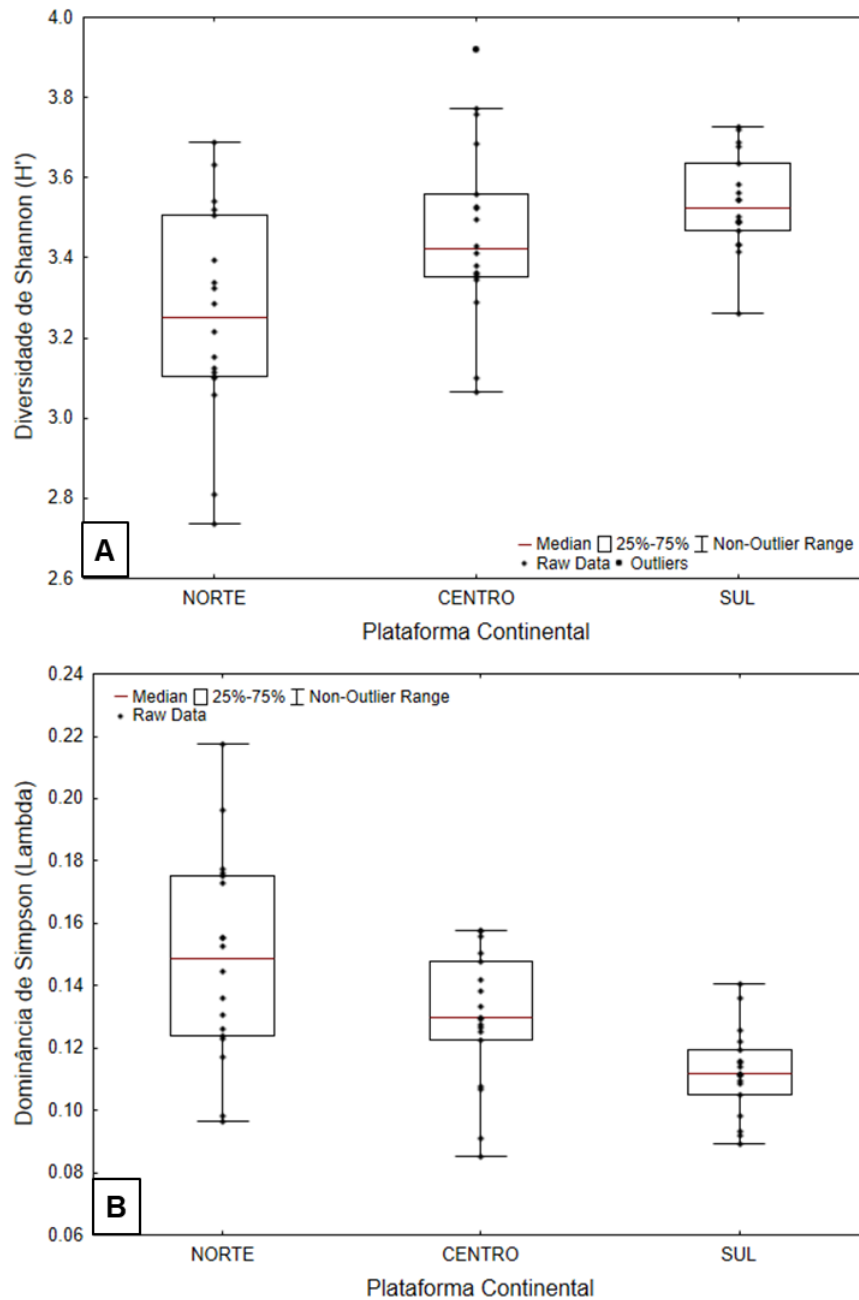 4.0
3.8
3.6
3.4
3.2
3.0
2.8
2.6
Diversidade de Shannon (H')
A
Median 25%-75% Non-Outlier Range
Raw Data Outliers
NORTE CENTRO SUL
Plataforma Continental
0.24
0.22
0.20
0.18
0.16
0.14
0.12
0.10
0.08
0.06
Dominância de Simpson (Lambda)
Median 25%-75% Non-Outlier Range
Raw Data
B
NORTE CENTRO SUL
Plataforma Continental